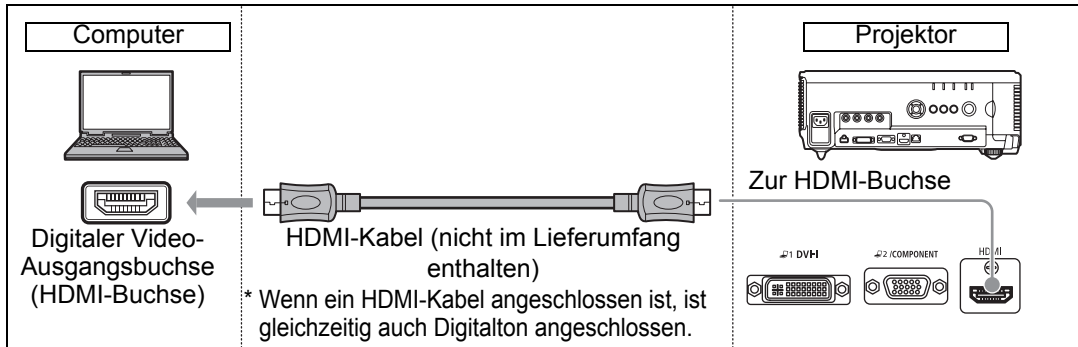 Computer
Projektor
Zur HDMI-Buchse
Digitaler Video-
Ausgangsbuchse
(HDMI-Buchse)
HDMI-Kabel (nicht im Lieferumfang
enthalten)
* Wenn ein HDMI-Kabel angeschlossen ist, ist
gleichzeitig auch Digitalton angeschlossen.
1 DVI-I
2 /COMPONENT
HDMI